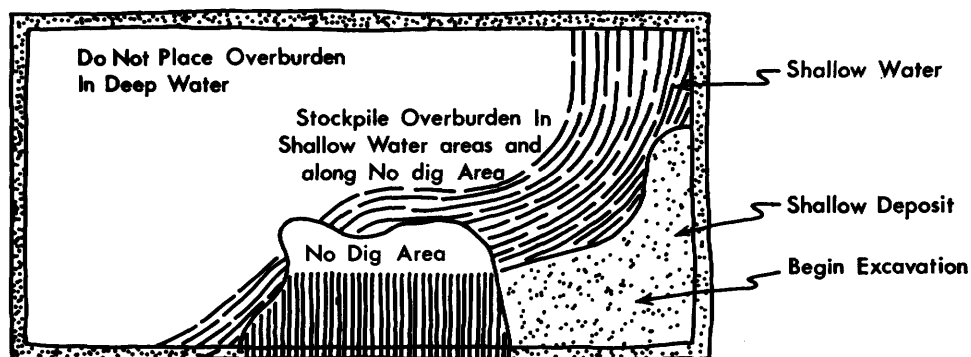 Do Not Place Overburden
In Deep Water
Shallow Water
Stockpile Overburden In
Shallow Water areas and
along No dig Area
Shallow Deposit
No Dig Area
Begin Excavation